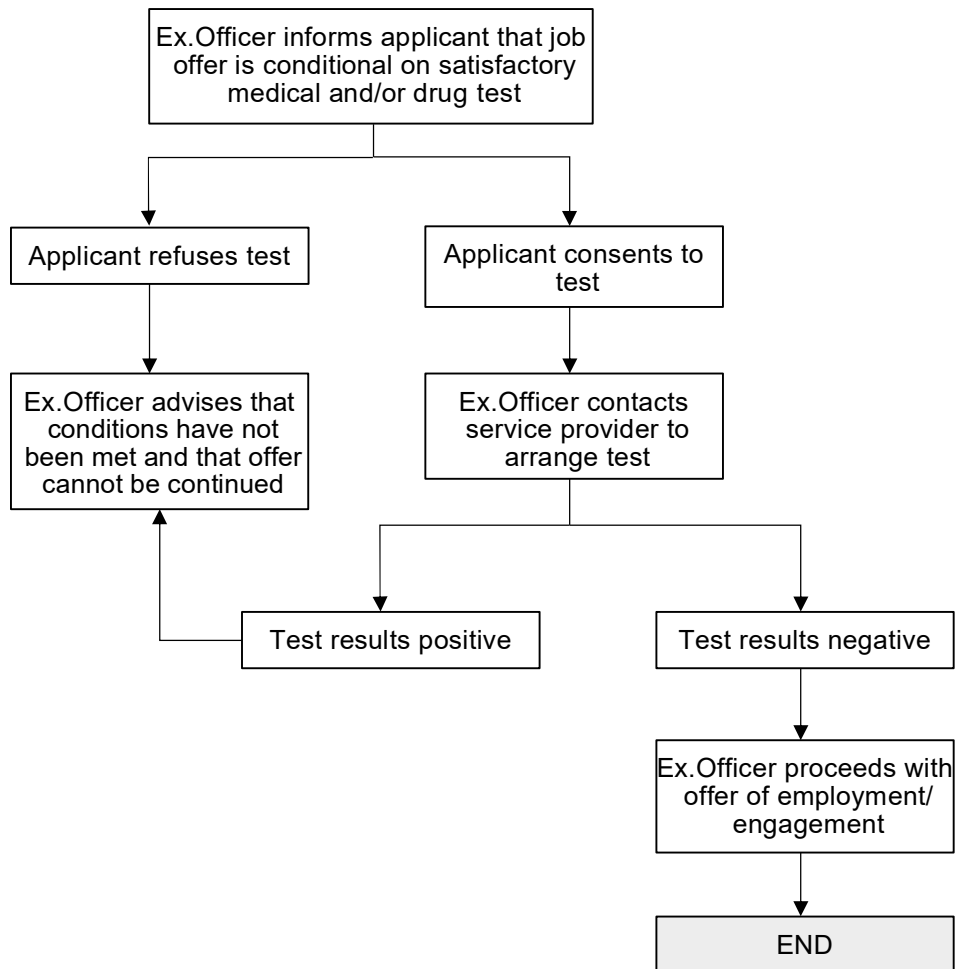 Ex.Officer informs applicant that job
offer is conditional on satisfactory
medical and/or drug test
Applicant refuses test
Applicant consents to
test
Ex.Officer advises that
conditions have not
been met and that offer
cannot be continued
Ex.Officer contacts
service provider to
arrange test
Test results positive
Test results negative
Ex.Officer proceeds with
offer of employment/
engagement
END